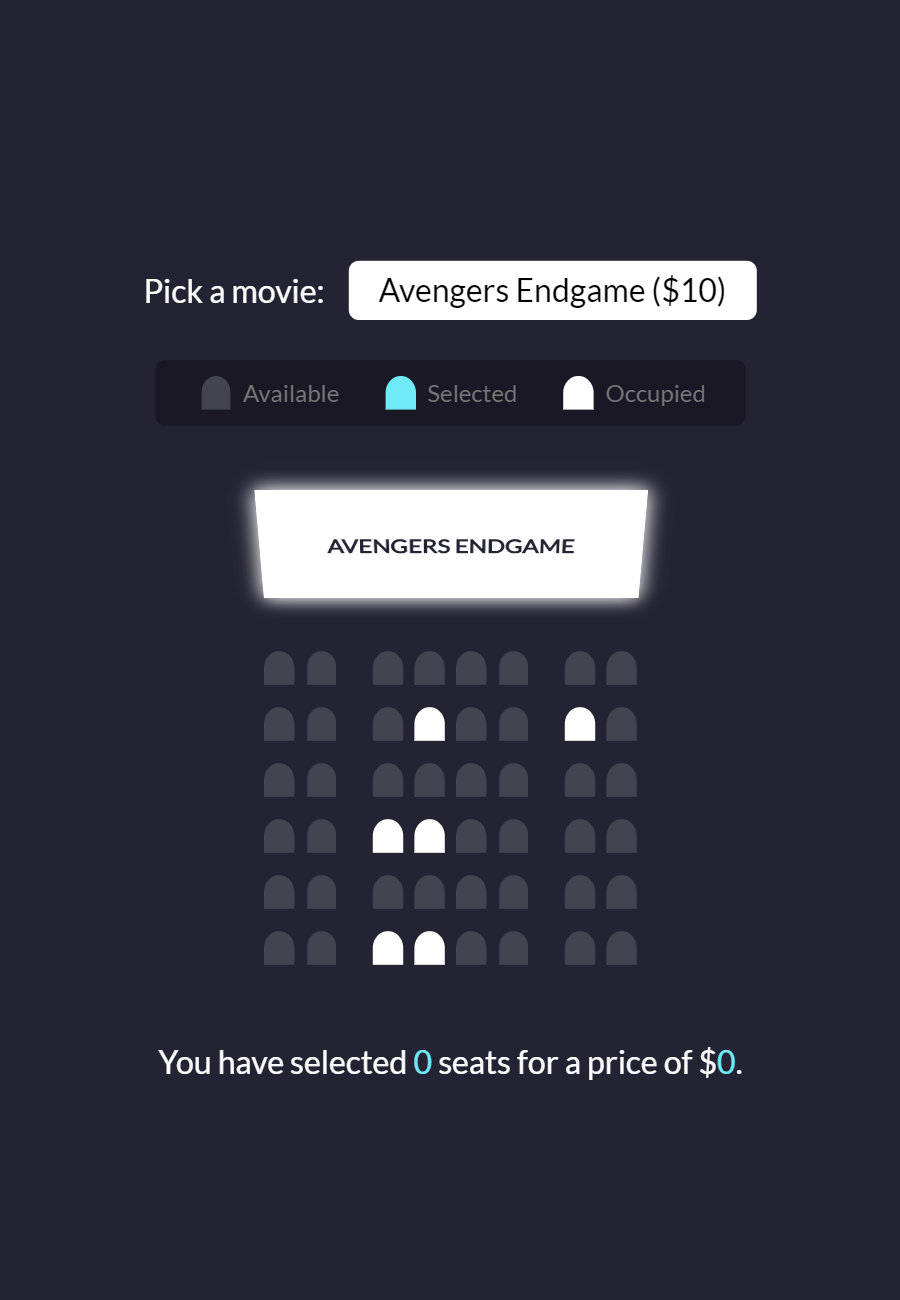 Pick a movie: Avengers Endgame ($10)
Available Selected Occupied
AVENGERS ENDGAME
You have selected 0 seats for a price of $0.